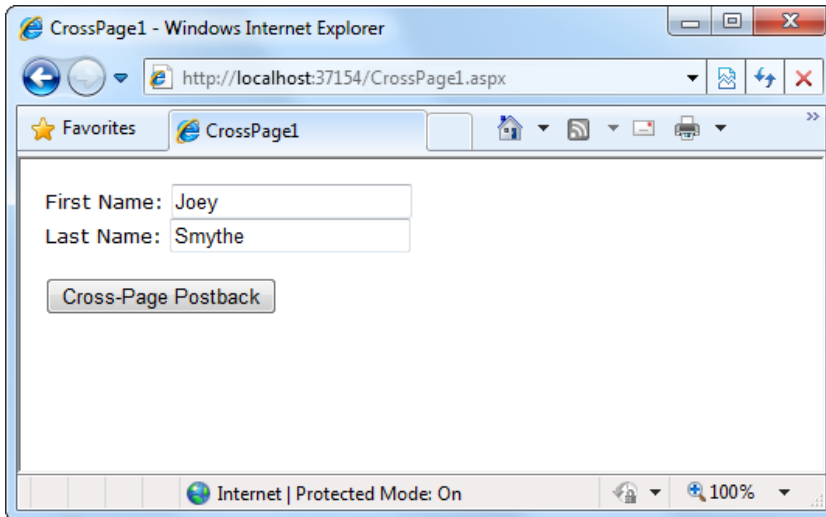 CrossPage1 - Windows Internet Explorer
http://localhost:37154/CrossPage1.aspx
Favorites CrossPage1 »
First Name: Joey
Last Name: Smythe
Cross-Page Postback
Internet | Protected Mode: On 100%